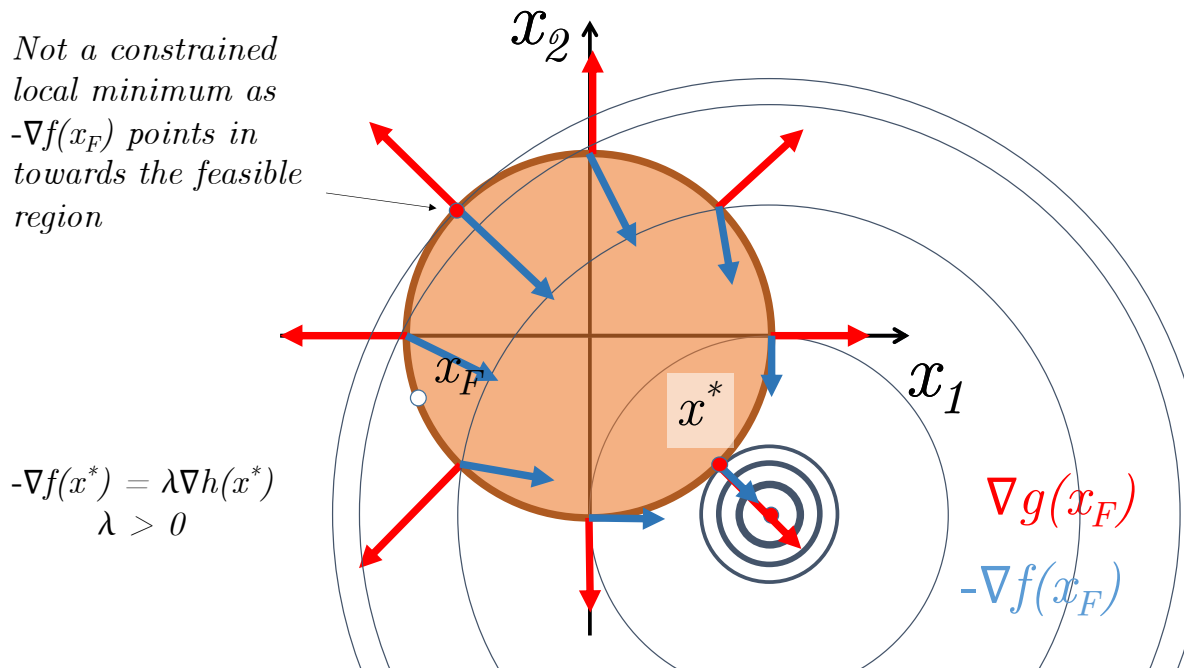 x₂
Not a constrained
local minimum as
-∇f(x_F) points in
towards the feasible
region
x_F
x₁
x*
-∇f(x*) = λ∇h(x*)
λ > 0
∇g(x_F)
-∇f(x_F)